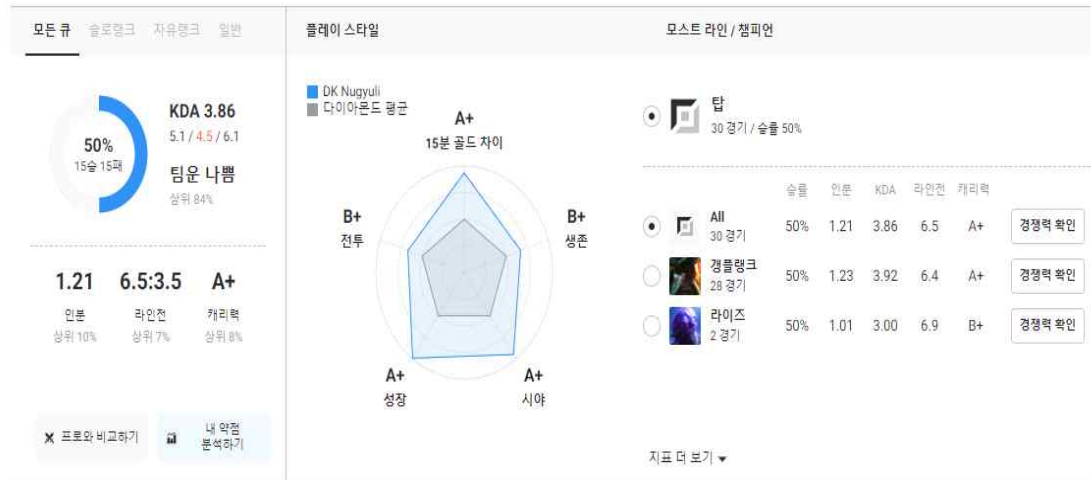 모든 큐 솔로랭크 자유랭크 일반
플레이 스타일
모스트 라인 / 챔피언
50%
15승 15패
KDA 3.86
5.1 / 4.5 / 6.1
팀운 나쁨
상위 84%
1.21 6.5:3.5 A+
인분 라인전 캐리력
상위 10% 상위 7% 상위 8%
프로와 비교하기
내 약점
분석하기
DK Nugyuli
다이아몬드 평균
A+
15분 골드 차이
B+
전투
B+
생존
A+
성장
A+
시야
탑
30 경기 / 승률 50%
승률 인분 KDA 라인전 캐리력
All
30 경기
50% 1.21 3.86 6.5 A+ 경쟁력 확인
갱플랭크
28 경기
50% 1.23 3.92 6.4 A+ 경쟁력 확인
라이즈
2 경기
50% 1.01 3.00 6.9 B+ 경쟁력 확인
지표 더 보기